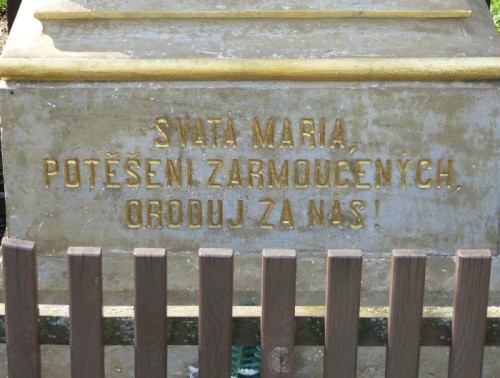 SVATÁ MARIA,
POTĚŠENÍ ZARMOUCENÝCH,
ORODUJ ZA NÁS!